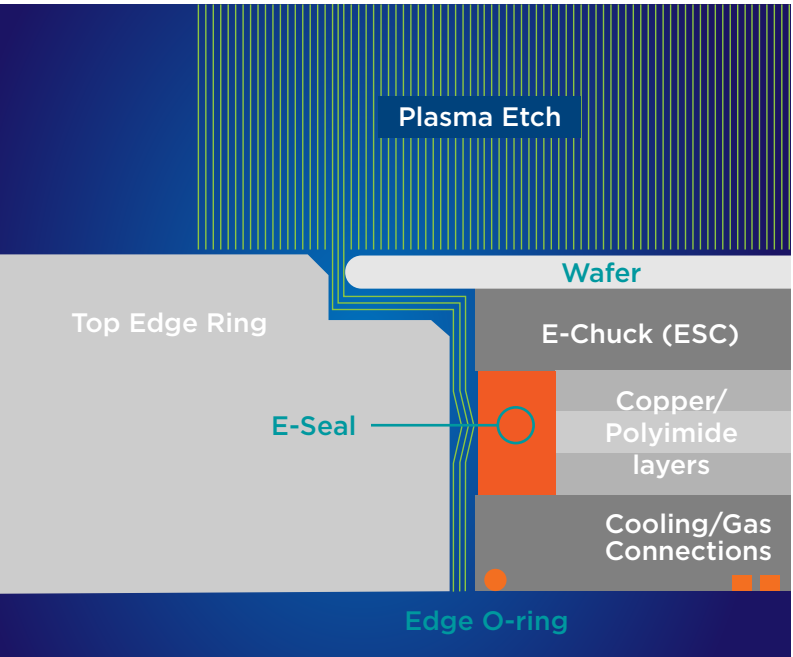 Plasma Etch
Wafer
Top Edge Ring
E-Chuck (ESC)
E-Seal
Copper/
Polyimide
layers
Cooling/Gas
Connections
Edge O-ring